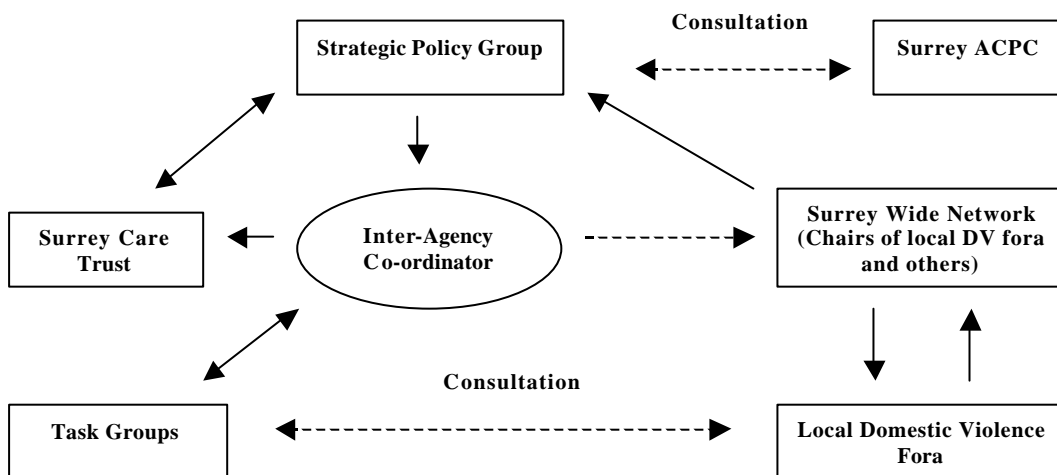 Consultation
Strategic Policy Group
Surrey ACPC
Surrey Care
Trust
Inter-Agency
Co-ordinator
Surrey Wide Network
(Chairs of local DV fora
and others)
Consultation
Task Groups
Local Domestic Violence
Fora